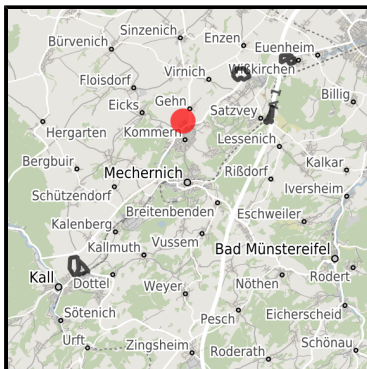 Sinzenich
Bürvenich
Enzen
Euenheim
Virnich
Wißkirchen
Floisdorf
Gehn
Billig
Eicks
Satzvey
A 1
Hergarten
Kommern
Lessenich
Bergbuir
Mechernich
Rißdorf
Kalkar
Schützendorf
Iversheim
Breitenbenden
Eschweiler
Kalenberg
Kallmuth
Vussem
Bad Münstereifel
Kall
Dottel
Weyer
Nöthen
Rodert
Sötenich
Pesch
Eicherscheid
Urft
Zingsheim
Roderath
Schönau